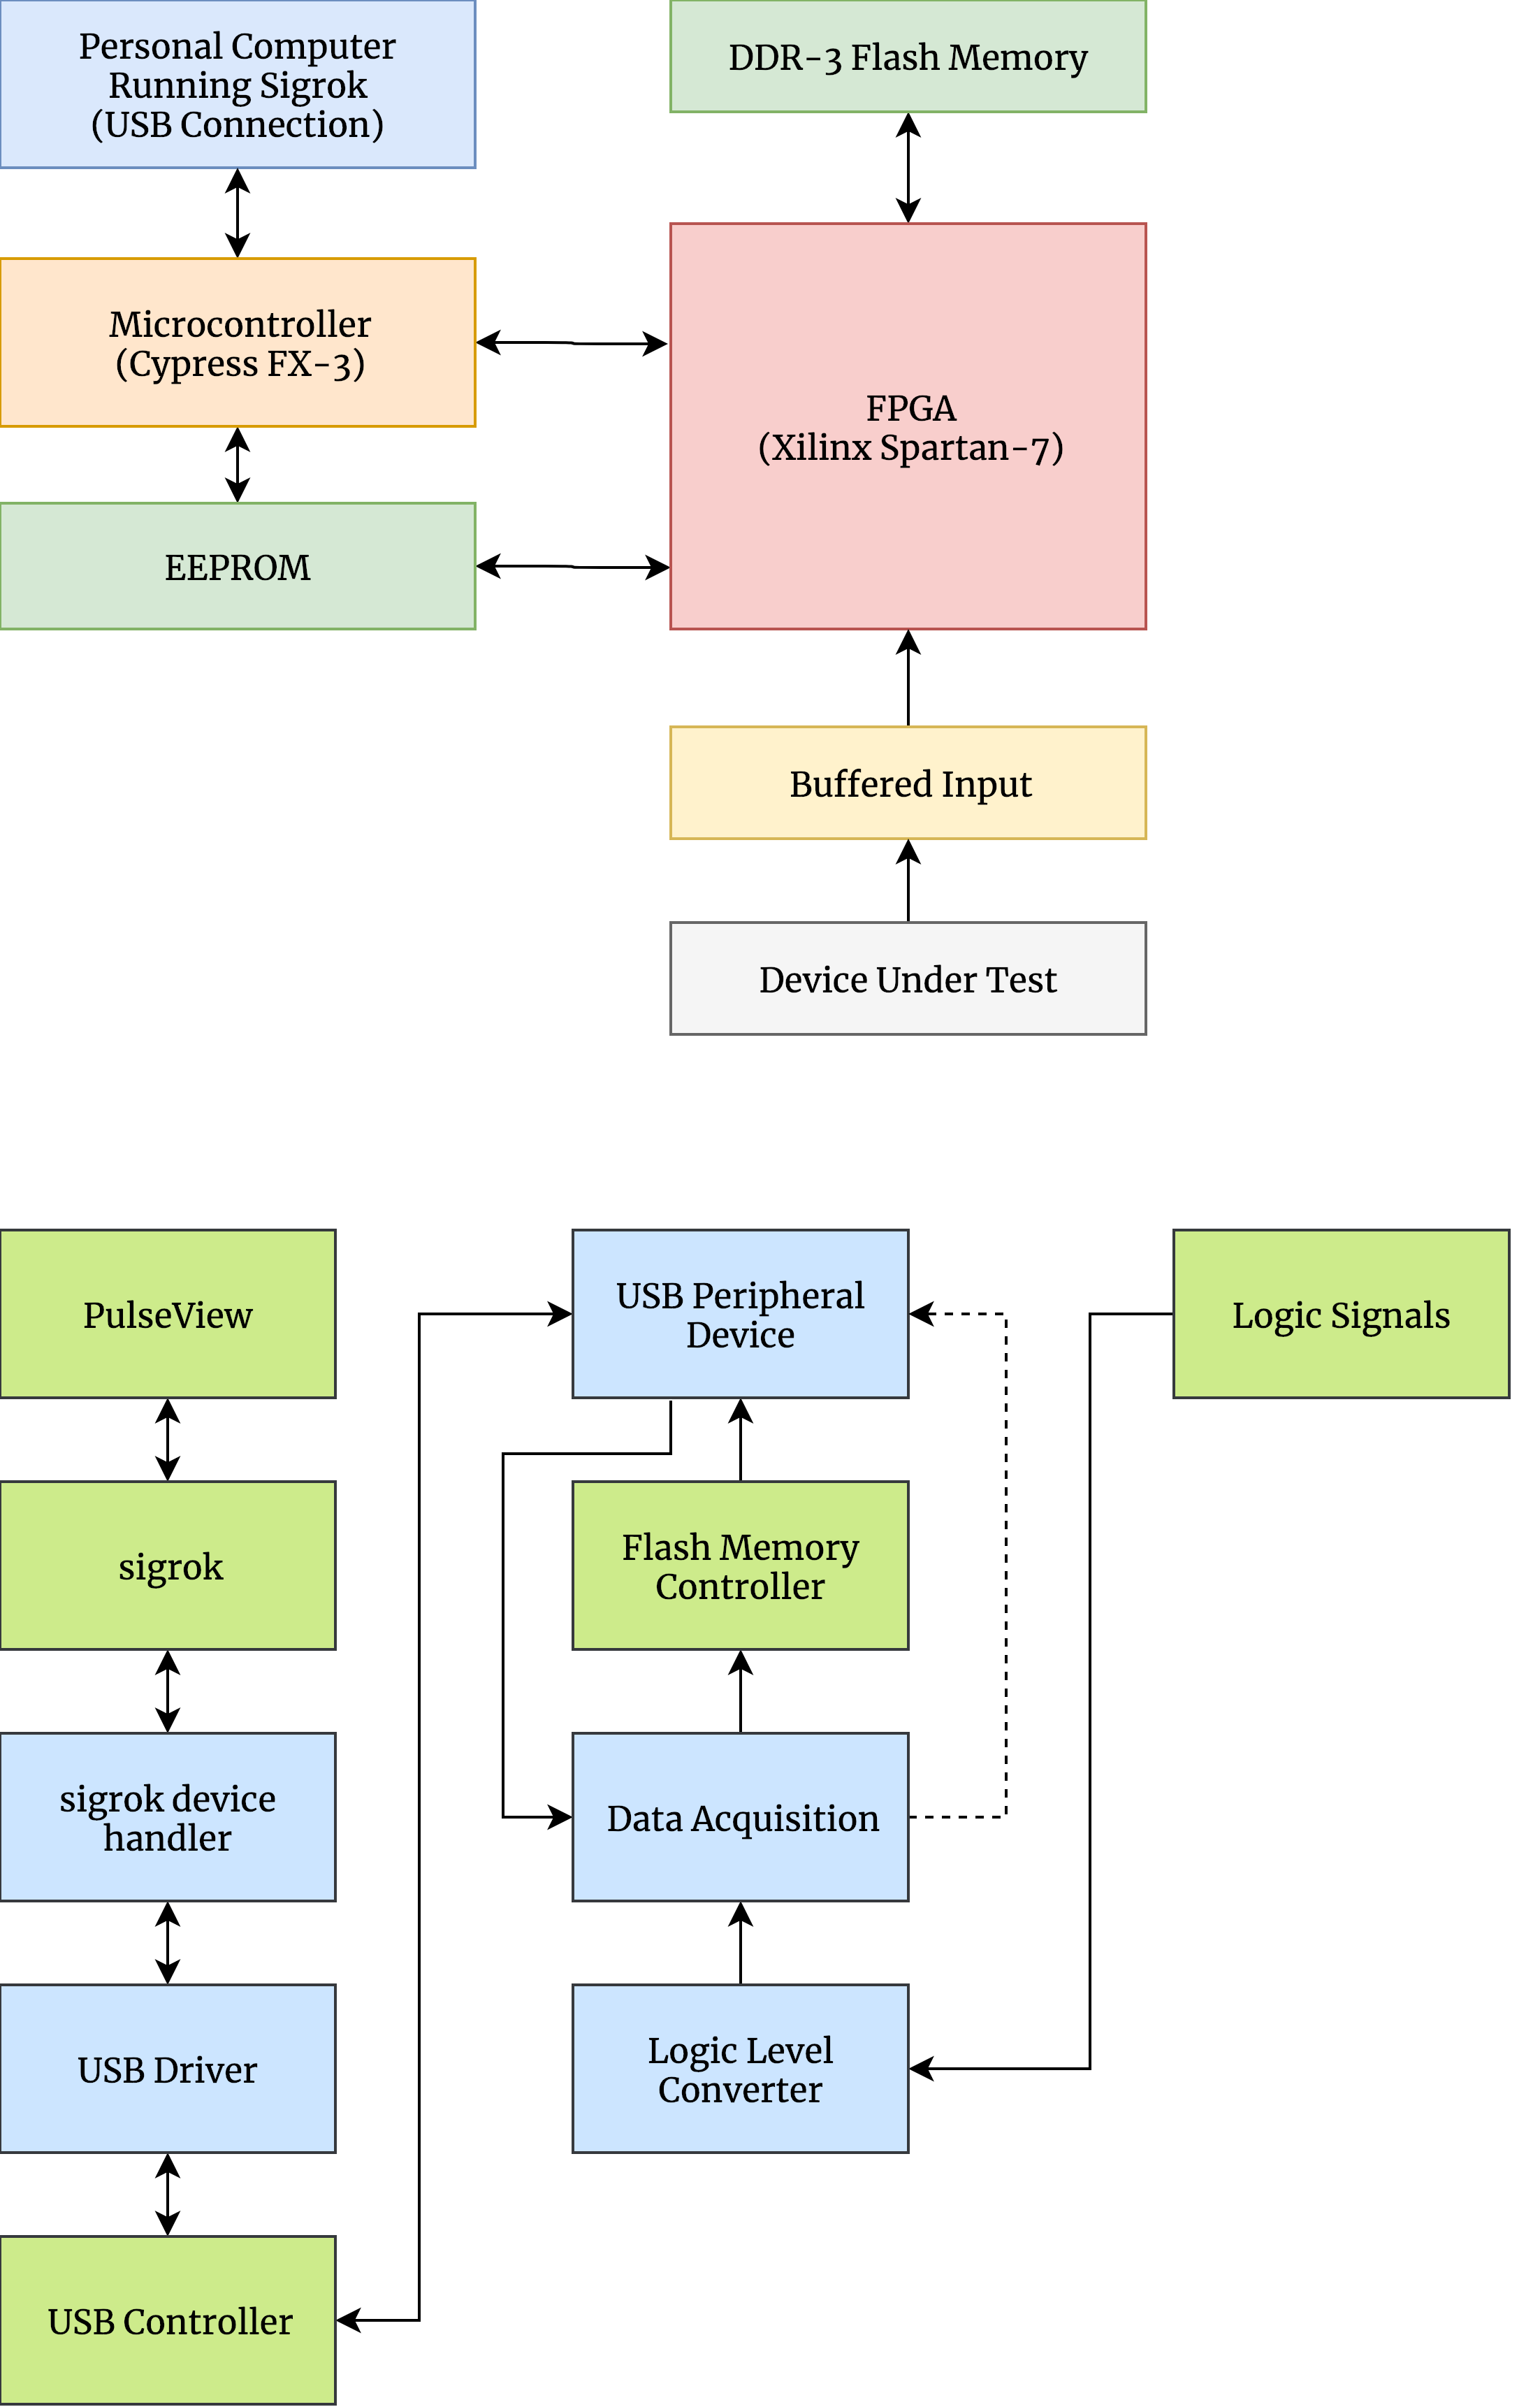 Personal Computer
Running Sigrok
(USB Connection)
DDR-3 Flash Memory
Microcontroller
(Cypress FX-3)
FPGA
(Xilinx Spartan-7)
EEPROM
Buffered Input
Device Under Test
PulseView
USB Peripheral
Device
Logic Signals
sigrok
Flash Memory
Controller
sigrok device
handler
Data Acquisition
USB Driver
Logic Level
Converter
USB Controller